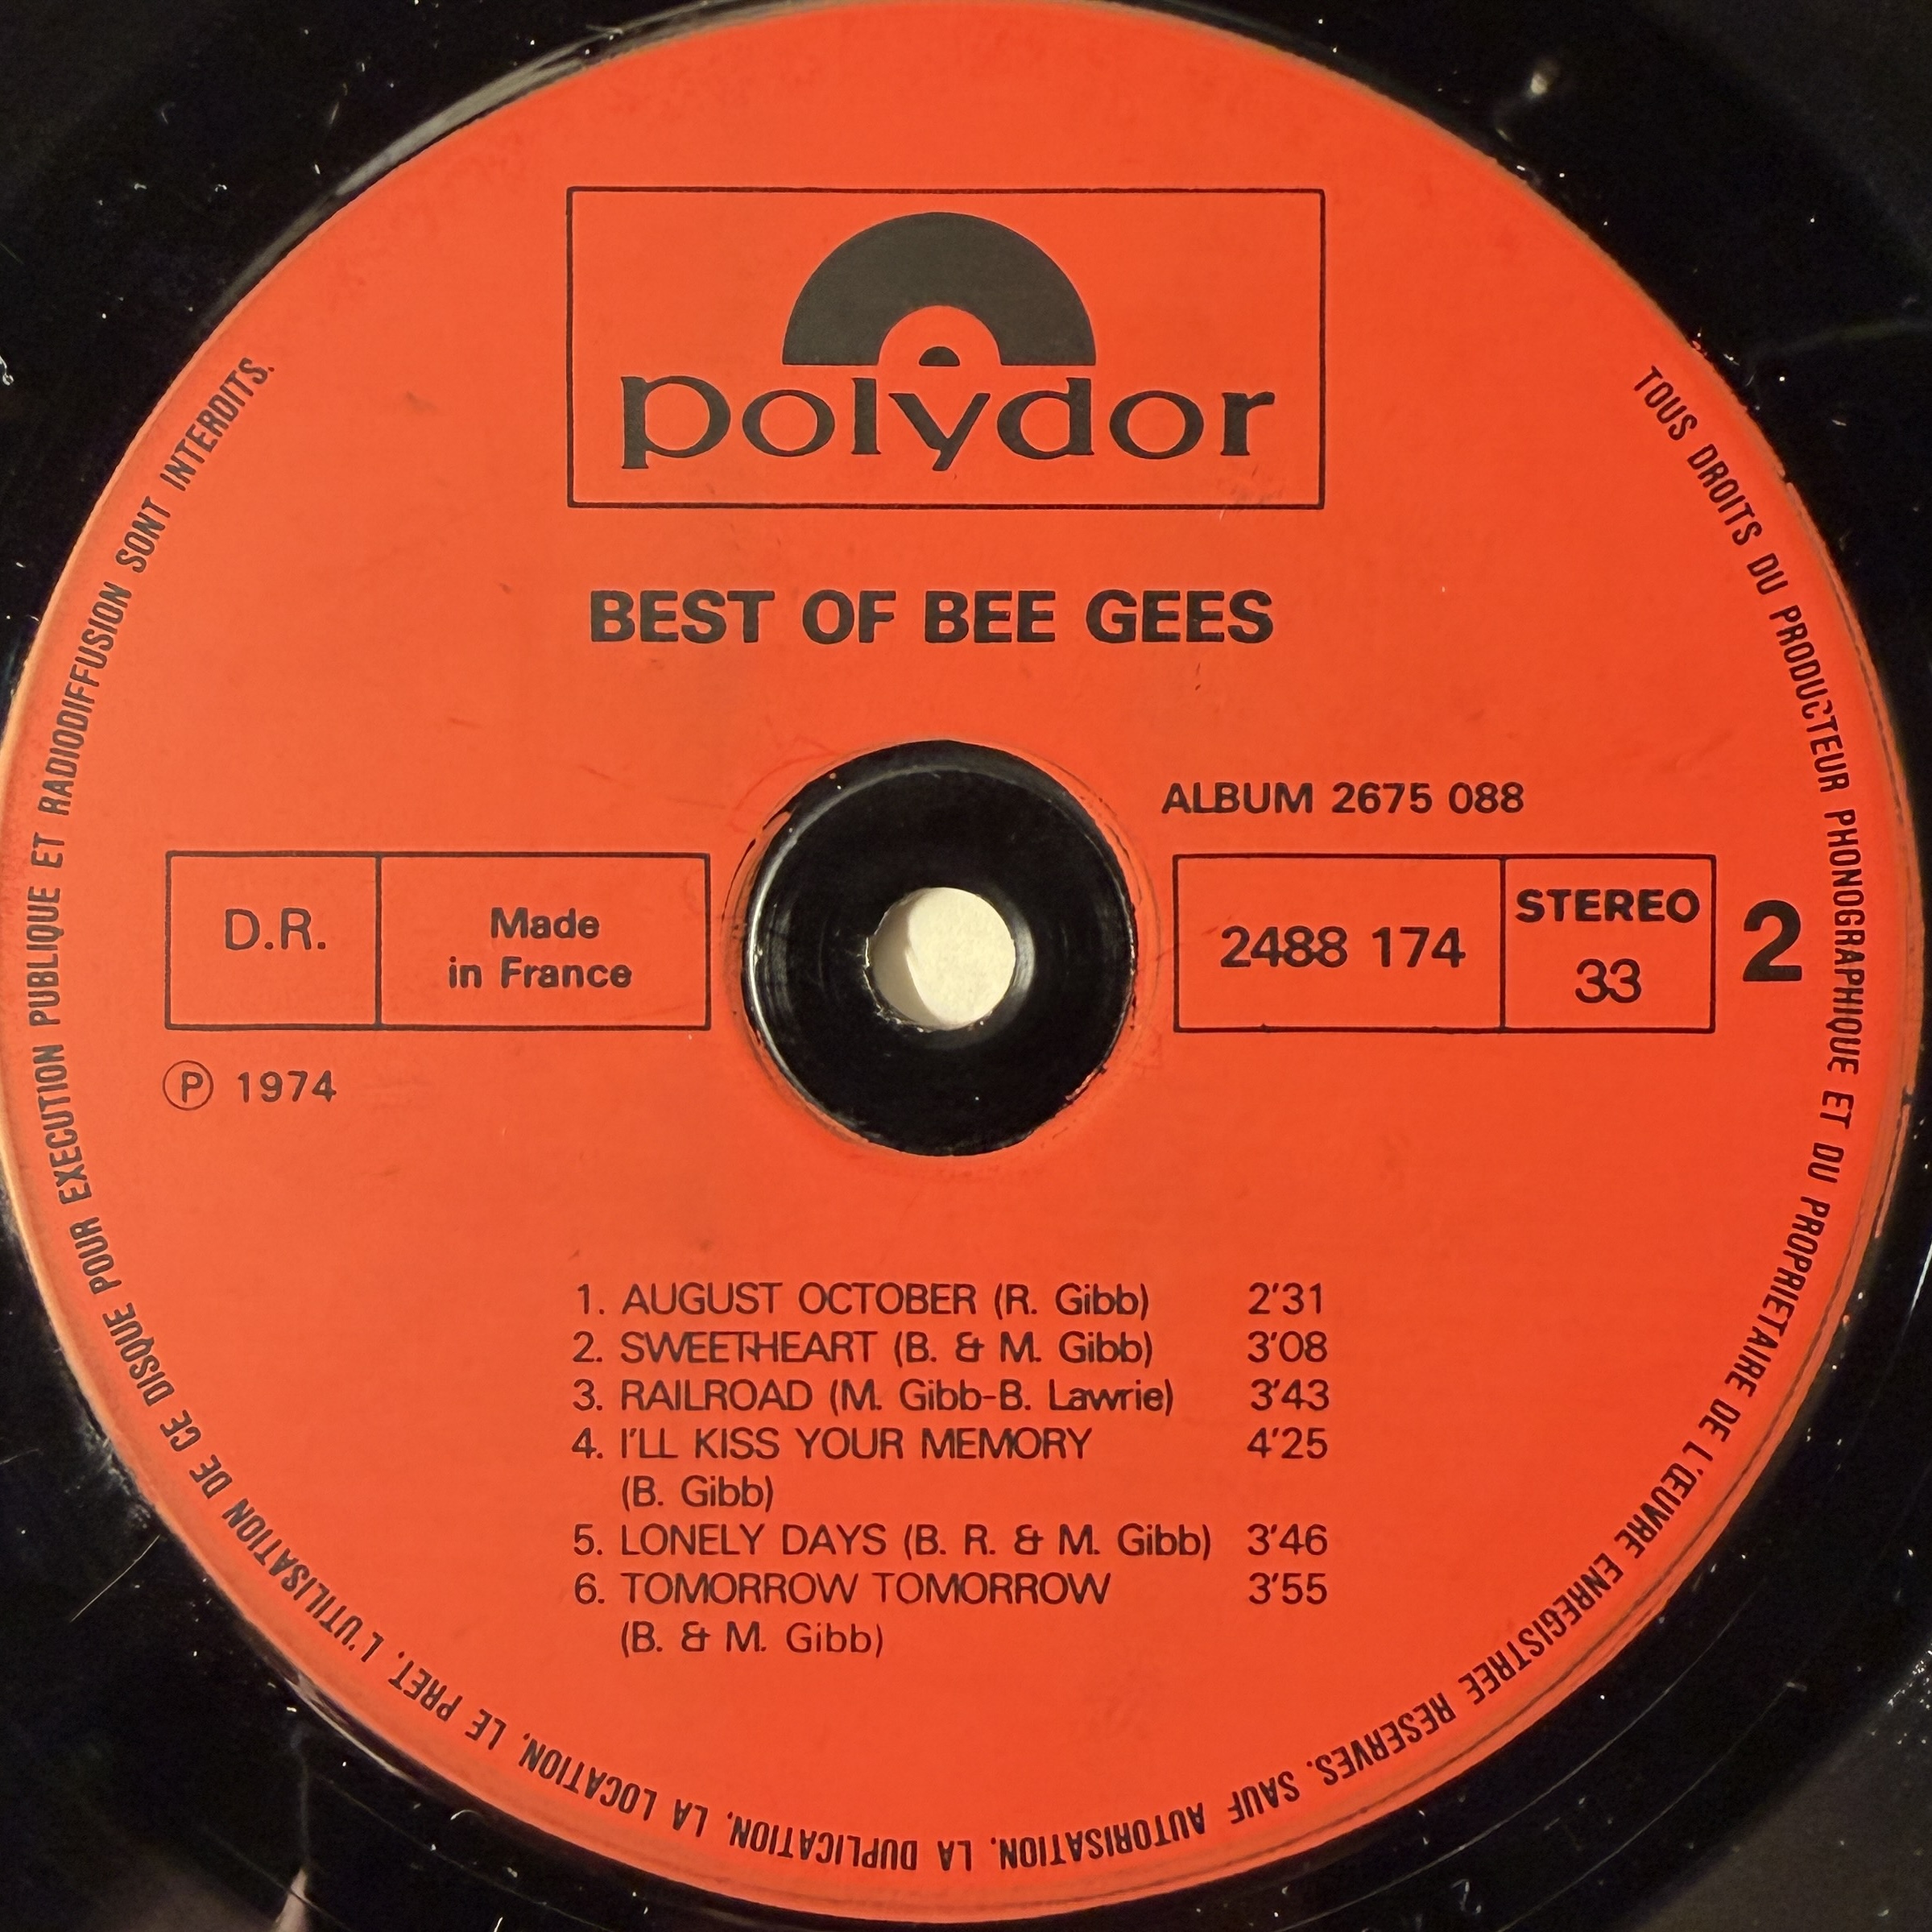 polydor
BEST OF BEE GEES
ALBUM 2675 088
D.R.
Made
in France
2488 174
STEREO
33
2
Ⓟ 1974
1. AUGUST OCTOBER (R. Gibb) 2'31
2. SWEETHEART (B. & M. Gibb) 3'08
3. RAILROAD (M. Gibb-B. Lawrie) 3'43
4. I'LL KISS YOUR MEMORY 4'25
(B. Gibb)
5. LONELY DAYS (B. R. & M. Gibb) 3'46
6. TOMORROW TOMORROW 3'55
(B. & M. Gibb)
TOUS DROITS DU PRODUCTEUR PHONOGRAPHIQUE ET DU PROPRIETAIRE DE L'ŒUVRE ENREGISTREE RESERVES. SAUF AUTORISATION, LA DUPLICATION, LA LOCATION, LE PRET, L'UTILISATION DE CE DISQUE POUR EXECUTION PUBLIQUE ET RADIODIFFUSION SONT INTERDITS.